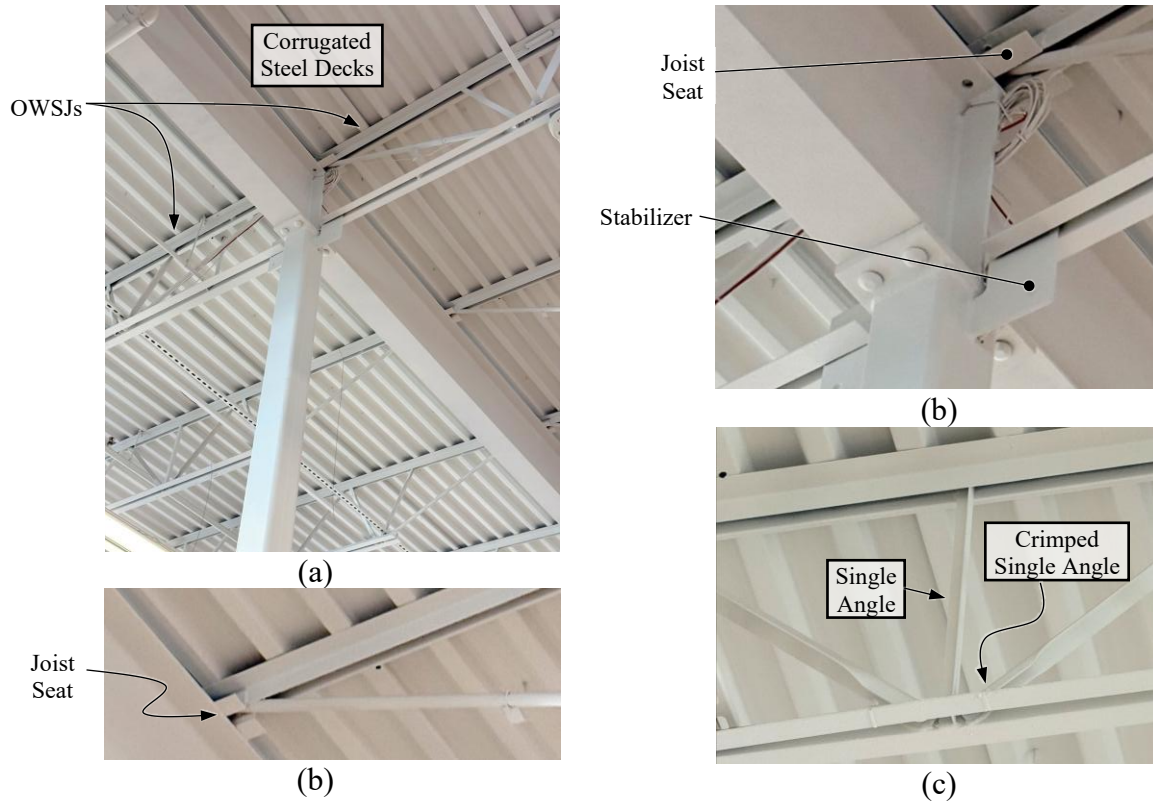 Corrugated
Steel Decks
OWSJs
(a)
Joist
Seat
(b)
Joist
Seat
Stabilizer
(b)
Single
Angle
Crimped
Single Angle
(c)